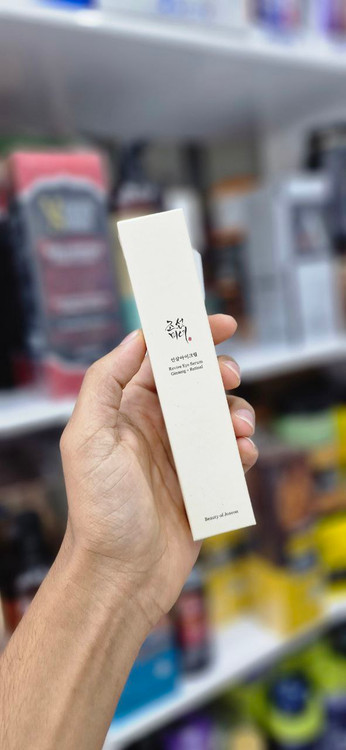 조선
미녀
인삼아이크림
Revive Eye Serum
Ginseng + Retinal
Beauty of Joseon